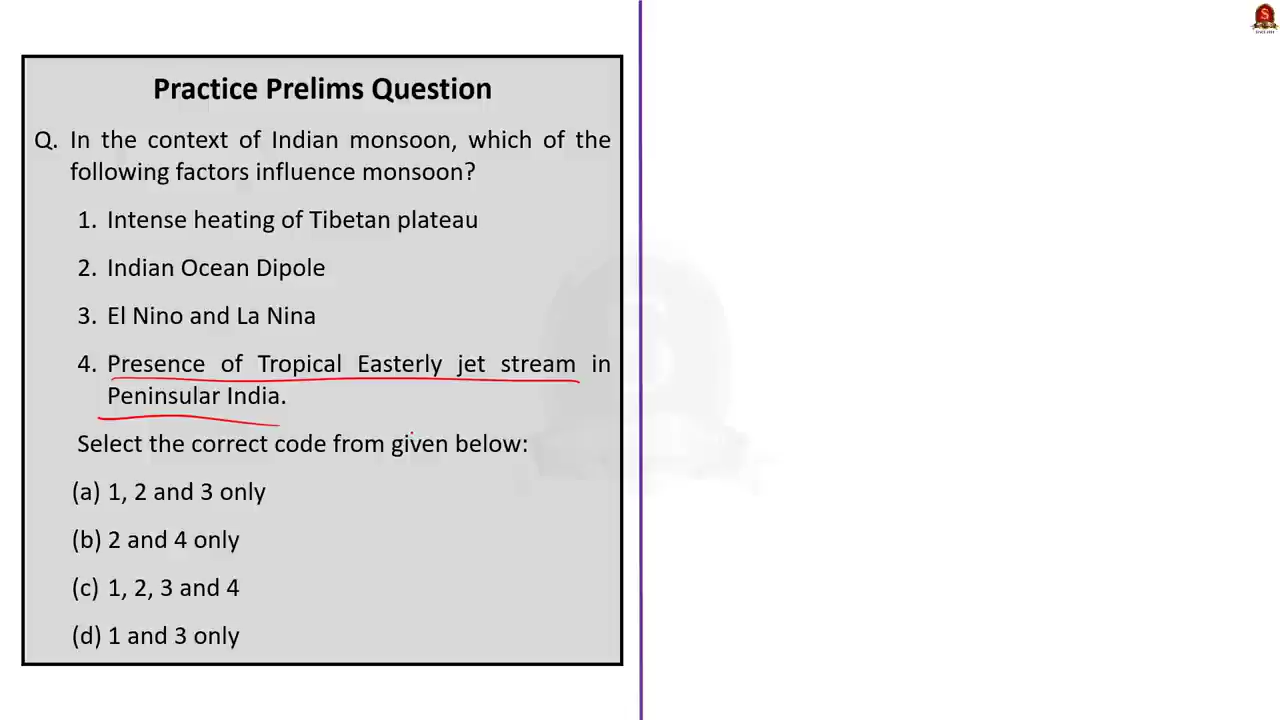 Practice Prelims Question
Q. In the context of Indian monsoon, which of the
following factors influence monsoon?
1. Intense heating of Tibetan plateau
2. Indian Ocean Dipole
3. El Nino and La Nina
4. Presence of Tropical Easterly jet stream in
Peninsular India.
Select the correct code from given below:
(a) 1, 2 and 3 only
(b) 2 and 4 only
(c) 1, 2, 3 and 4
(d) 1 and 3 only